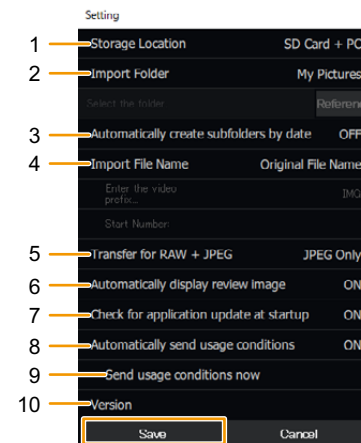 Setting
1 Storage Location SD Card + PC
2 Import Folder My Pictures
Select the folder Referen
3 Automatically create subfolders by date OFF
4 Import File Name Original File Name
Enter the video IMG
prefix...
Start Number:
5 Transfer for RAW + JPEG JPEG Only
6 Automatically display review image ON
7 Check for application update at startup ON
8 Automatically send usage conditions ON
9 Send usage conditions now
10 Version
Save Cancel